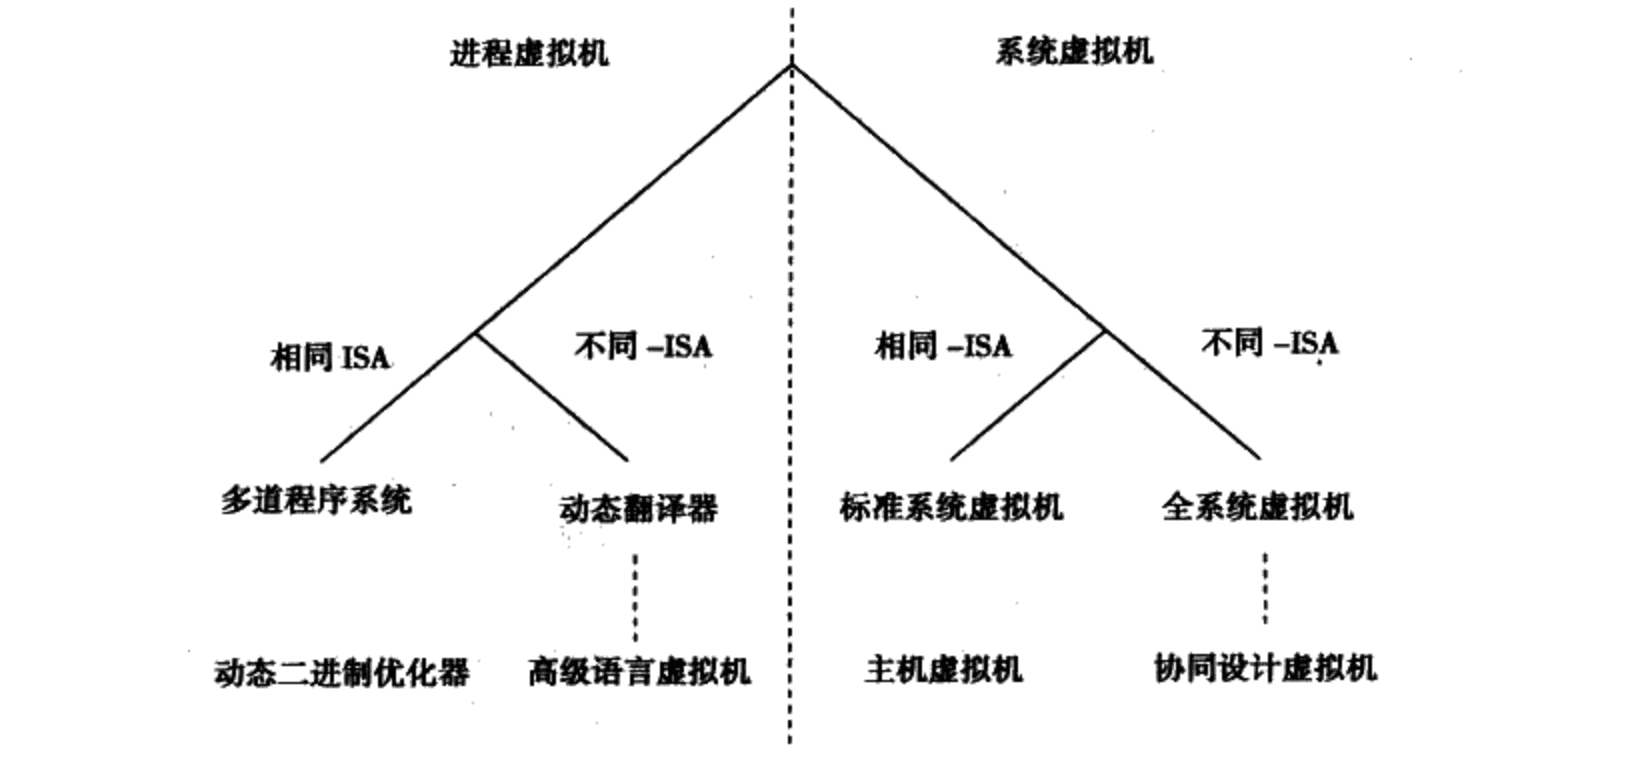 进程虚拟机
系统虚拟机
相同 ISA
不同 –ISA
相同 –ISA
不同 –ISA
多道程序系统
动态翻译器
标准系统虚拟机
全系统虚拟机
动态二进制优化器
高级语言虚拟机
主机虚拟机
协同设计虚拟机